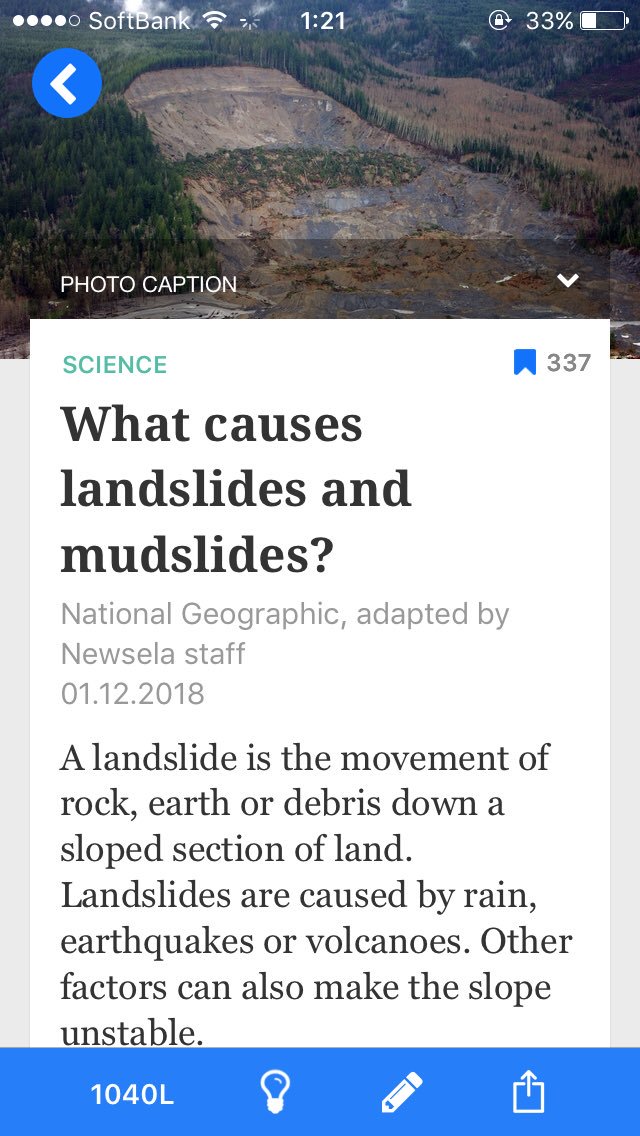 SoftBank 1:21 33%
PHOTO CAPTION
SCIENCE 337
What causes
landslides and
mudslides?
National Geographic, adapted by
Newsela staff
01.12.2018
A landslide is the movement of
rock, earth or debris down a
sloped section of land.
Landslides are caused by rain,
earthquakes or volcanoes. Other
factors can also make the slope
unstable.
1040L